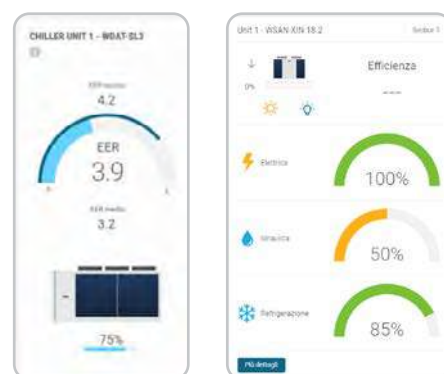 CHILLER UNIT 1 - WDAT-SL3
4.2
EER
3.9
EER medio
3.2
75%
Unit 1 - WSAN-XIN 18.2
Efficienza
0%
---
Elettrica
100%
Idraulica
50%
Refrigerazione
85%
Più dettagli